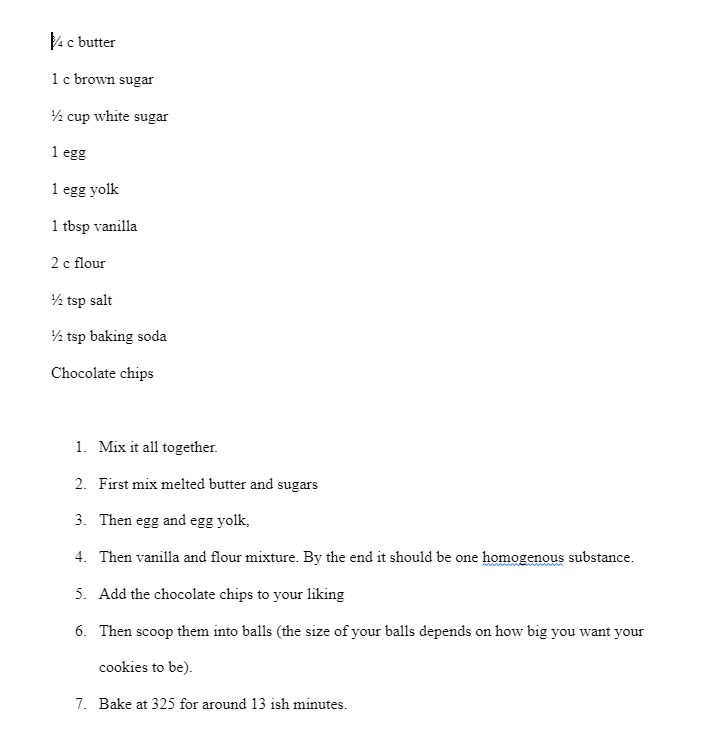 ¾ c butter
1 c brown sugar
½ cup white sugar
1 egg
1 egg yolk
1 tbsp vanilla
2 c flour
½ tsp salt
½ tsp baking soda
Chocolate chips
1. Mix it all together.
2. First mix melted butter and sugars
3. Then egg and egg yolk,
4. Then vanilla and flour mixture. By the end it should be one homogenous substance.
5. Add the chocolate chips to your liking
6. Then scoop them into balls (the size of your balls depends on how big you want your
cookies to be).
7. Bake at 325 for around 13 ish minutes.